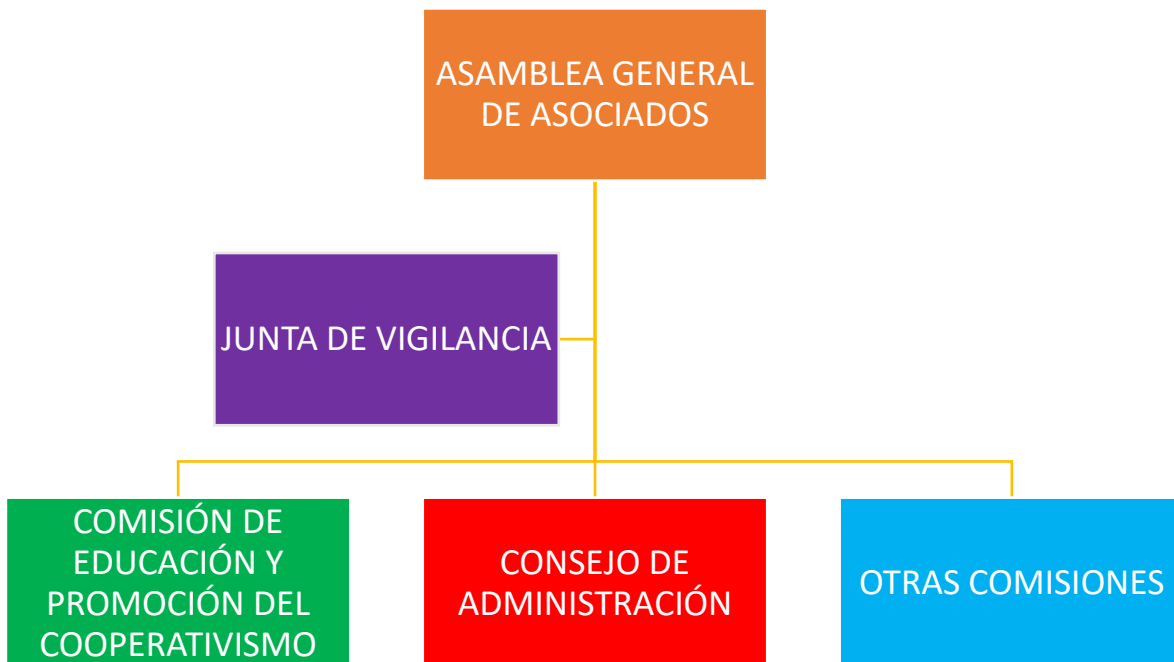 ASAMBLEA GENERAL
DE ASOCIADOS
JUNTA DE VIGILANCIA
COMISIÓN DE
EDUCACIÓN Y
PROMOCIÓN DEL
COOPERATIVISMO
CONSEJO DE
ADMINISTRACIÓN
OTRAS COMISIONES